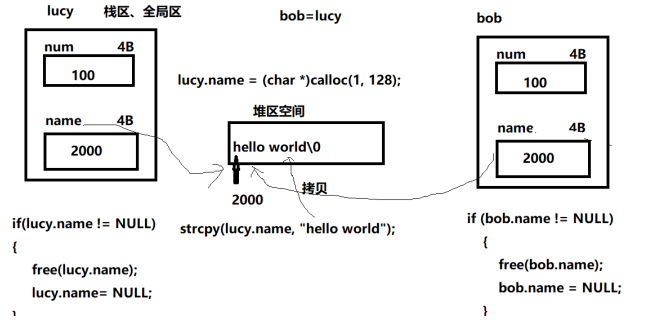 lucy 栈区、全局区
bob=lucy
bob
num 4B
100
name 4B
2000
lucy.name = (char *)calloc(1, 128);
堆区空间
hello world\0
2000
拷贝
strcpy(lucy.name, "hello world");
num 4B
100
name 4B
2000
if(lucy.name != NULL)
{
free(lucy.name);
lucy.name= NULL;
}
if (bob.name != NULL)
{
free(bob.name);
bob.name = NULL;
}